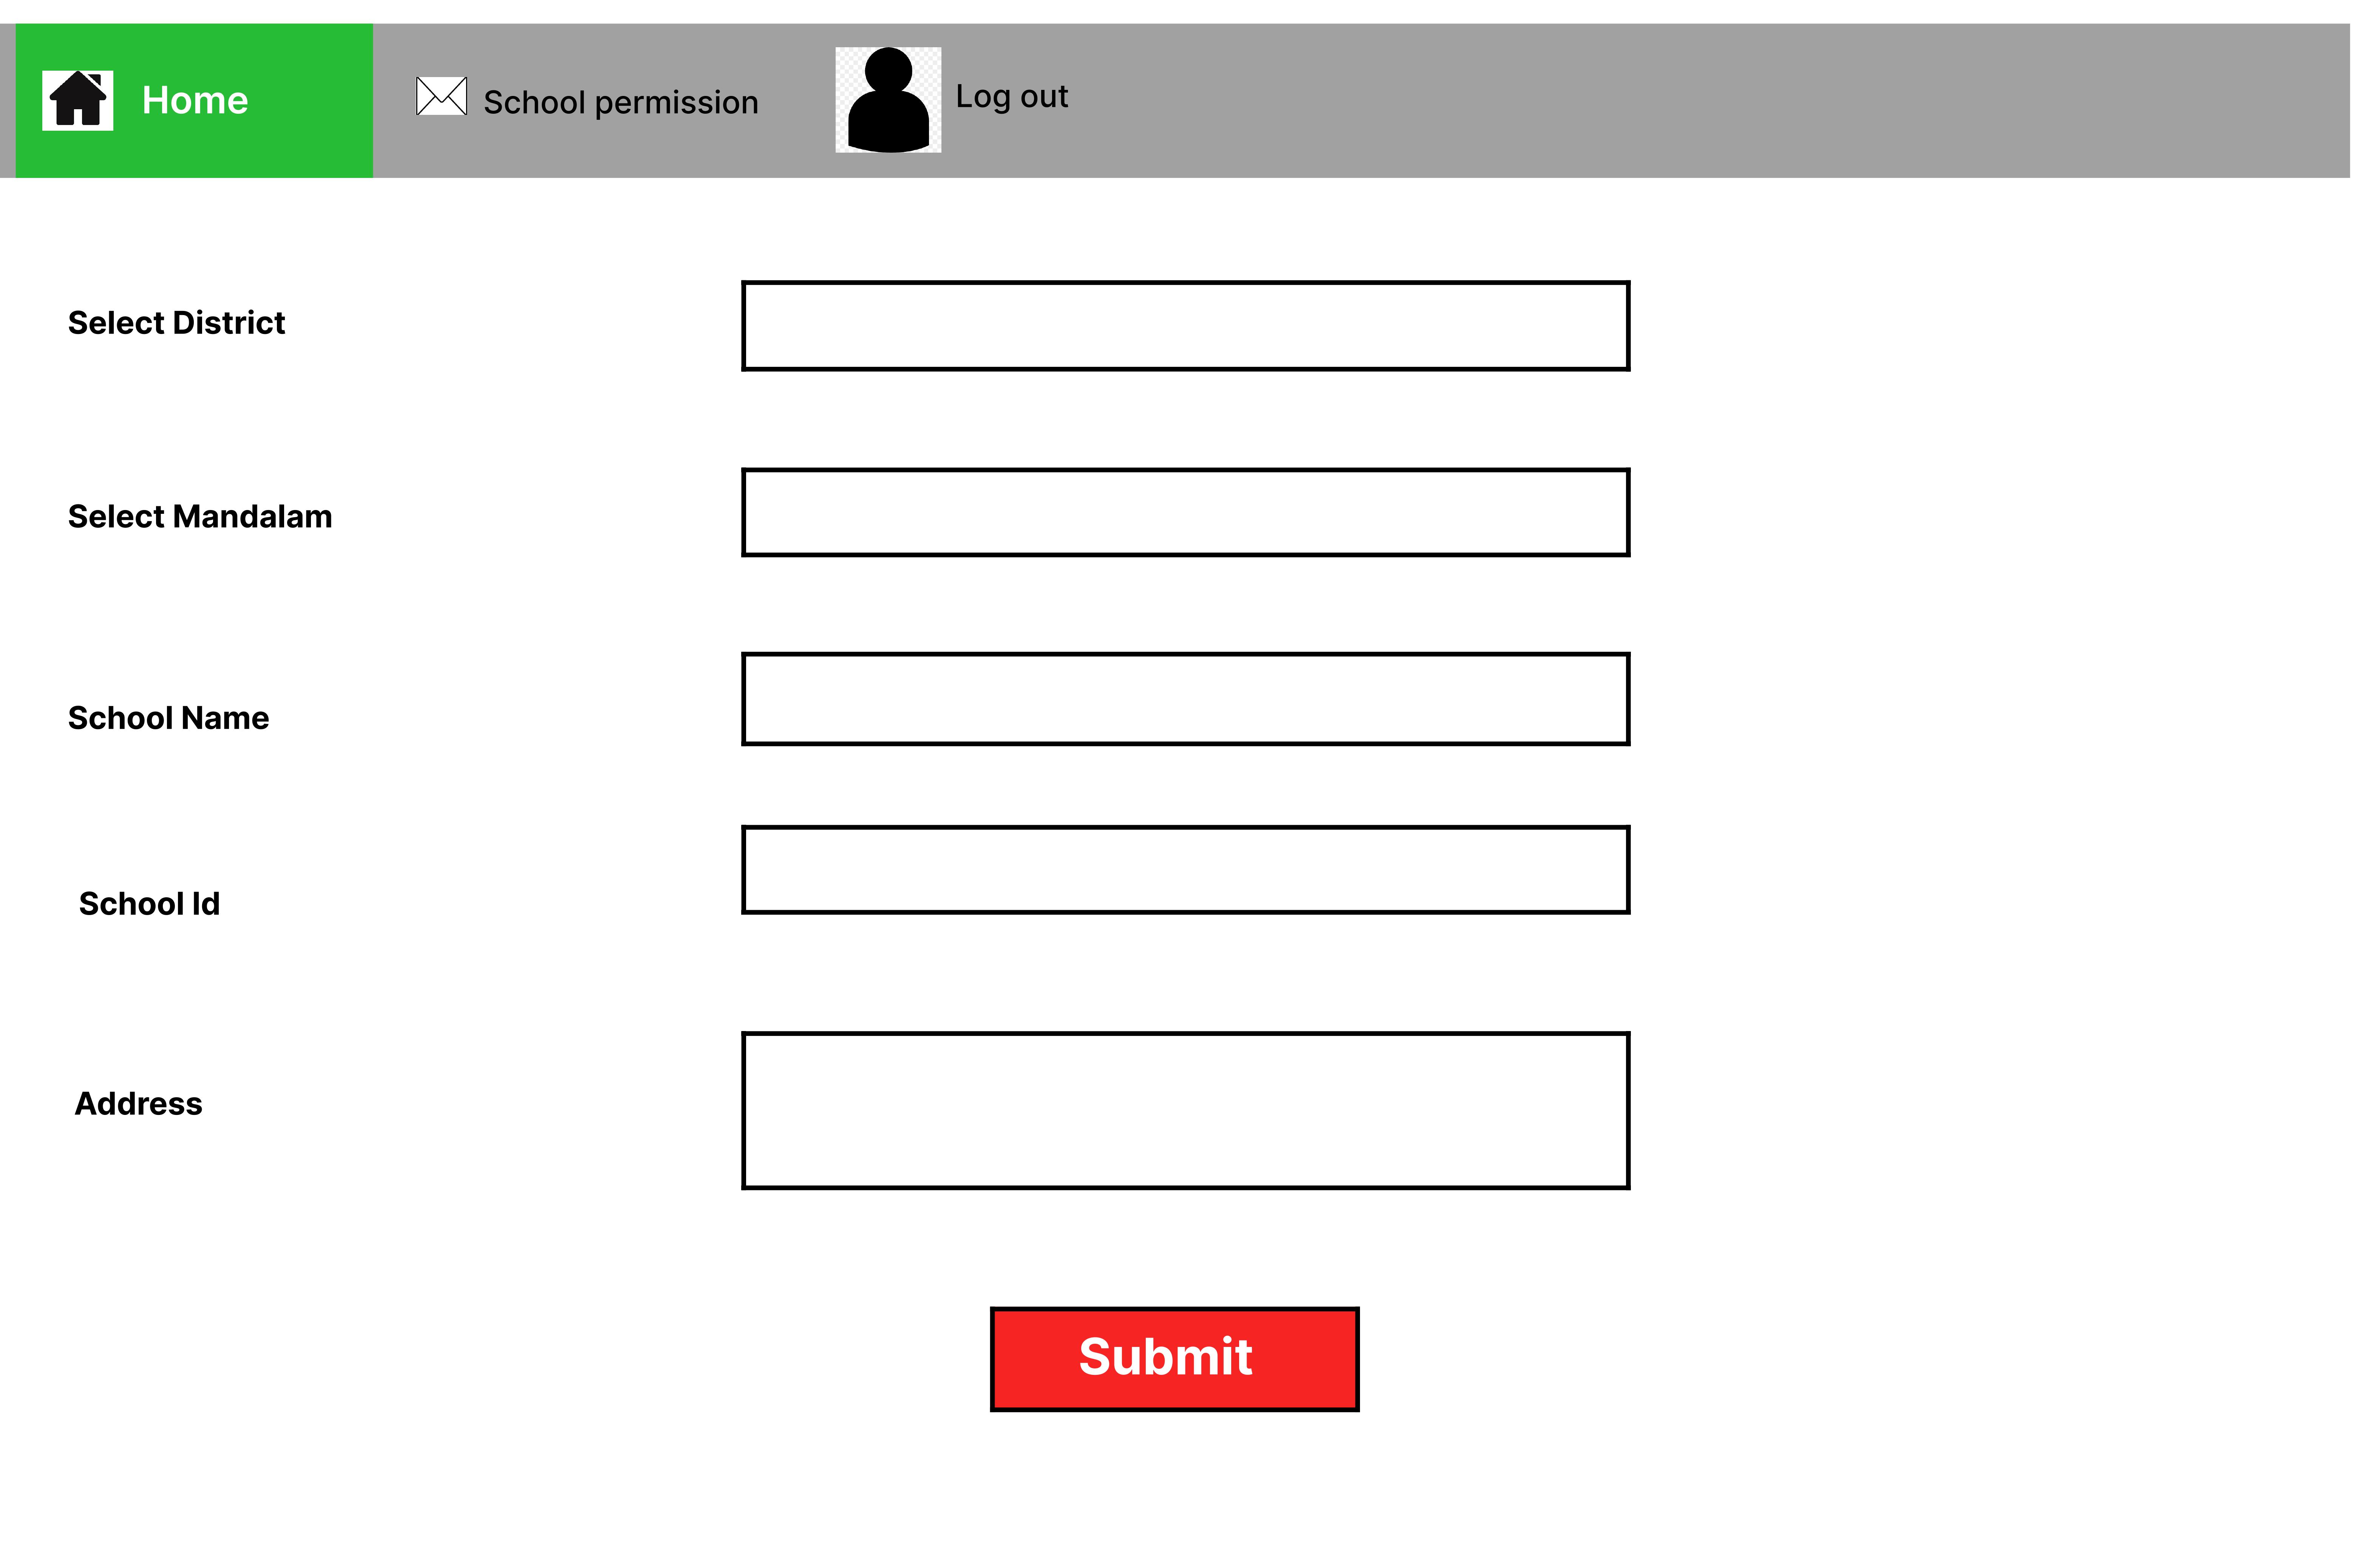 Home
School permission
Log out
Select District
Select Mandalam
School Name
School Id
Address
Submit